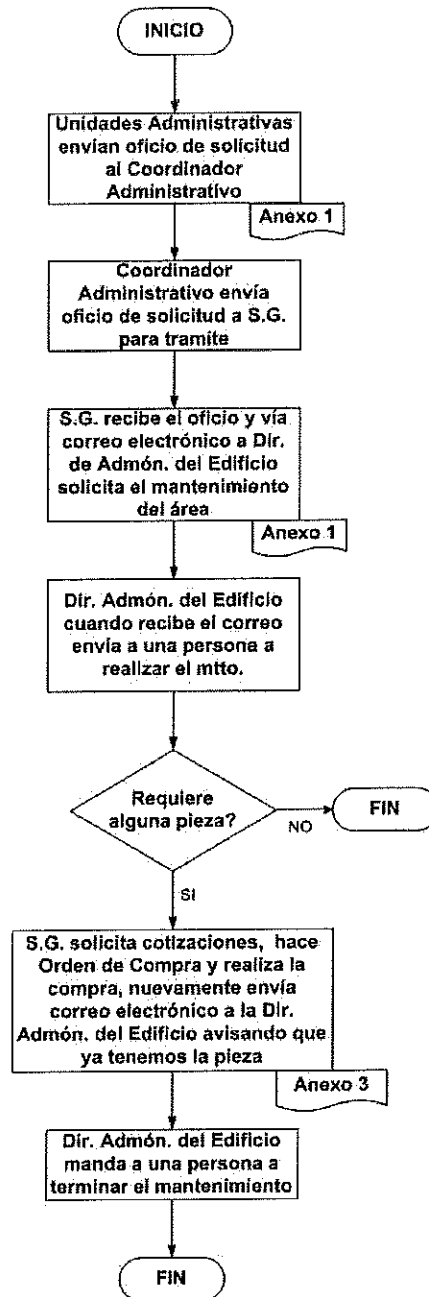 INICIO
Unidades Administrativas
envían oficio de solicitud
al Coordinador
Administrativo
Anexo 1
Coordinador
Administrativo envía
oficio de solicitud a S.G.
para tramite
S.G. recibe el oficio y vía
correo electrónico a Dir.
de Admón. del Edificio
solicita el mantenimiento
del área
Anexo 1
Dir. Admón. del Edificio
cuando recibe el correo
envía a una persona a
realizar el mtto.
Requiere
alguna pieza?
NO
FIN
SI
S.G. solicita cotizaciones, hace
Orden de Compra y realiza la
compra, nuevamente envía
correo electrónico a la Dir.
Admón. del Edificio avisando que
ya tenemos la pieza
Anexo 3
Dir. Admón. del Edificio
manda a una persona a
terminar el mantenimiento
FIN